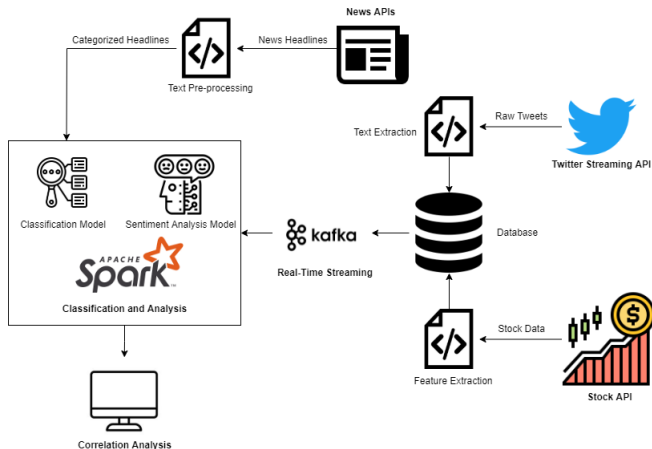 News APIs
Categorized Headlines
News Headlines
Text Pre-processing
Raw Tweets
Text Extraction
Twitter Streaming API
Classification Model
Sentiment Analysis Model
APACHE
Spark
TM
Classification and Analysis
kafka
Real-Time Streaming
Database
Stock Data
$
Feature Extraction
Stock API
Correlation Analysis